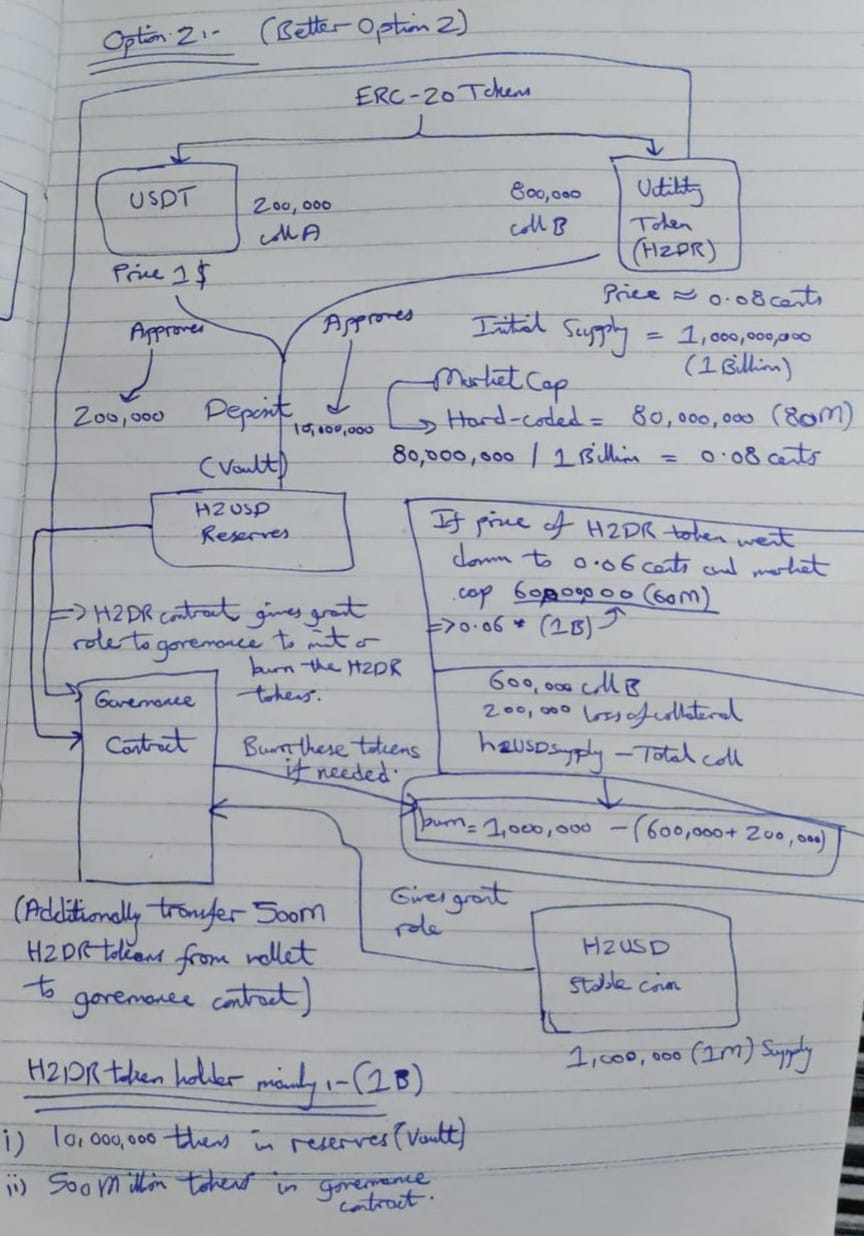 Option 2:- (Better Option 2)
ERC-20 Tokens
USDT
200,000
coll A
800,000
coll B
Utility
Token
(H2DR)
Price 1 $
Price ≈ 0.08 cents
Approves
Approves
Initial Supply = 1,000,000,000
(1 Billion)
Market Cap
200,000
Deposit
10,000,000
Hard-coded = 80,000,000 (80M)
(Vault)
80,000,000 / 1 Billion = 0.08 cents
H2USD
Reserves
If price of H2DR token went
down to 0.06 cents and market
cap 60,000,000 (60M)
=> 0.06 * (1B)
=> H2DR contract gives grant
role to governance to mint or
burn the H2DR
tokens.
600,000 coll B
200,000 loss of collateral
h2USD supply - Total coll
Governance
Contract
Burn these tokens
if needed.
burn = 1,000,000 - (600,000 + 200,000)
(Additionally transfer 500M
H2DR tokens from wallet
to governance contract)
Gives grant
role
H2USD
Stable coin
1,000,000 (1M) Supply
H2DR token holder mainly :- (1B)
i) 10,000,000 tokens in reserves (Vault)
ii) 500 Million tokens in governance
contract.